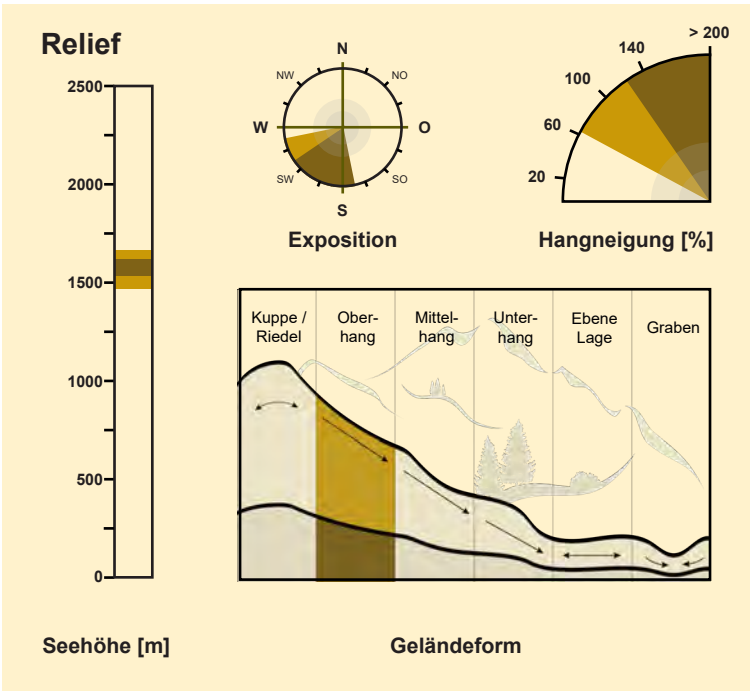 Relief
2500
2000
1500
1000
500
0
Seehöhe [m]
N
NW
NO
W
O
SW
SO
S
Exposition
> 200
140
100
60
20
Hangneigung [%]
Kuppe /
Riedel
Ober-
hang
Mittel-
hang
Unter-
hang
Ebene
Lage
Graben
Geländeform